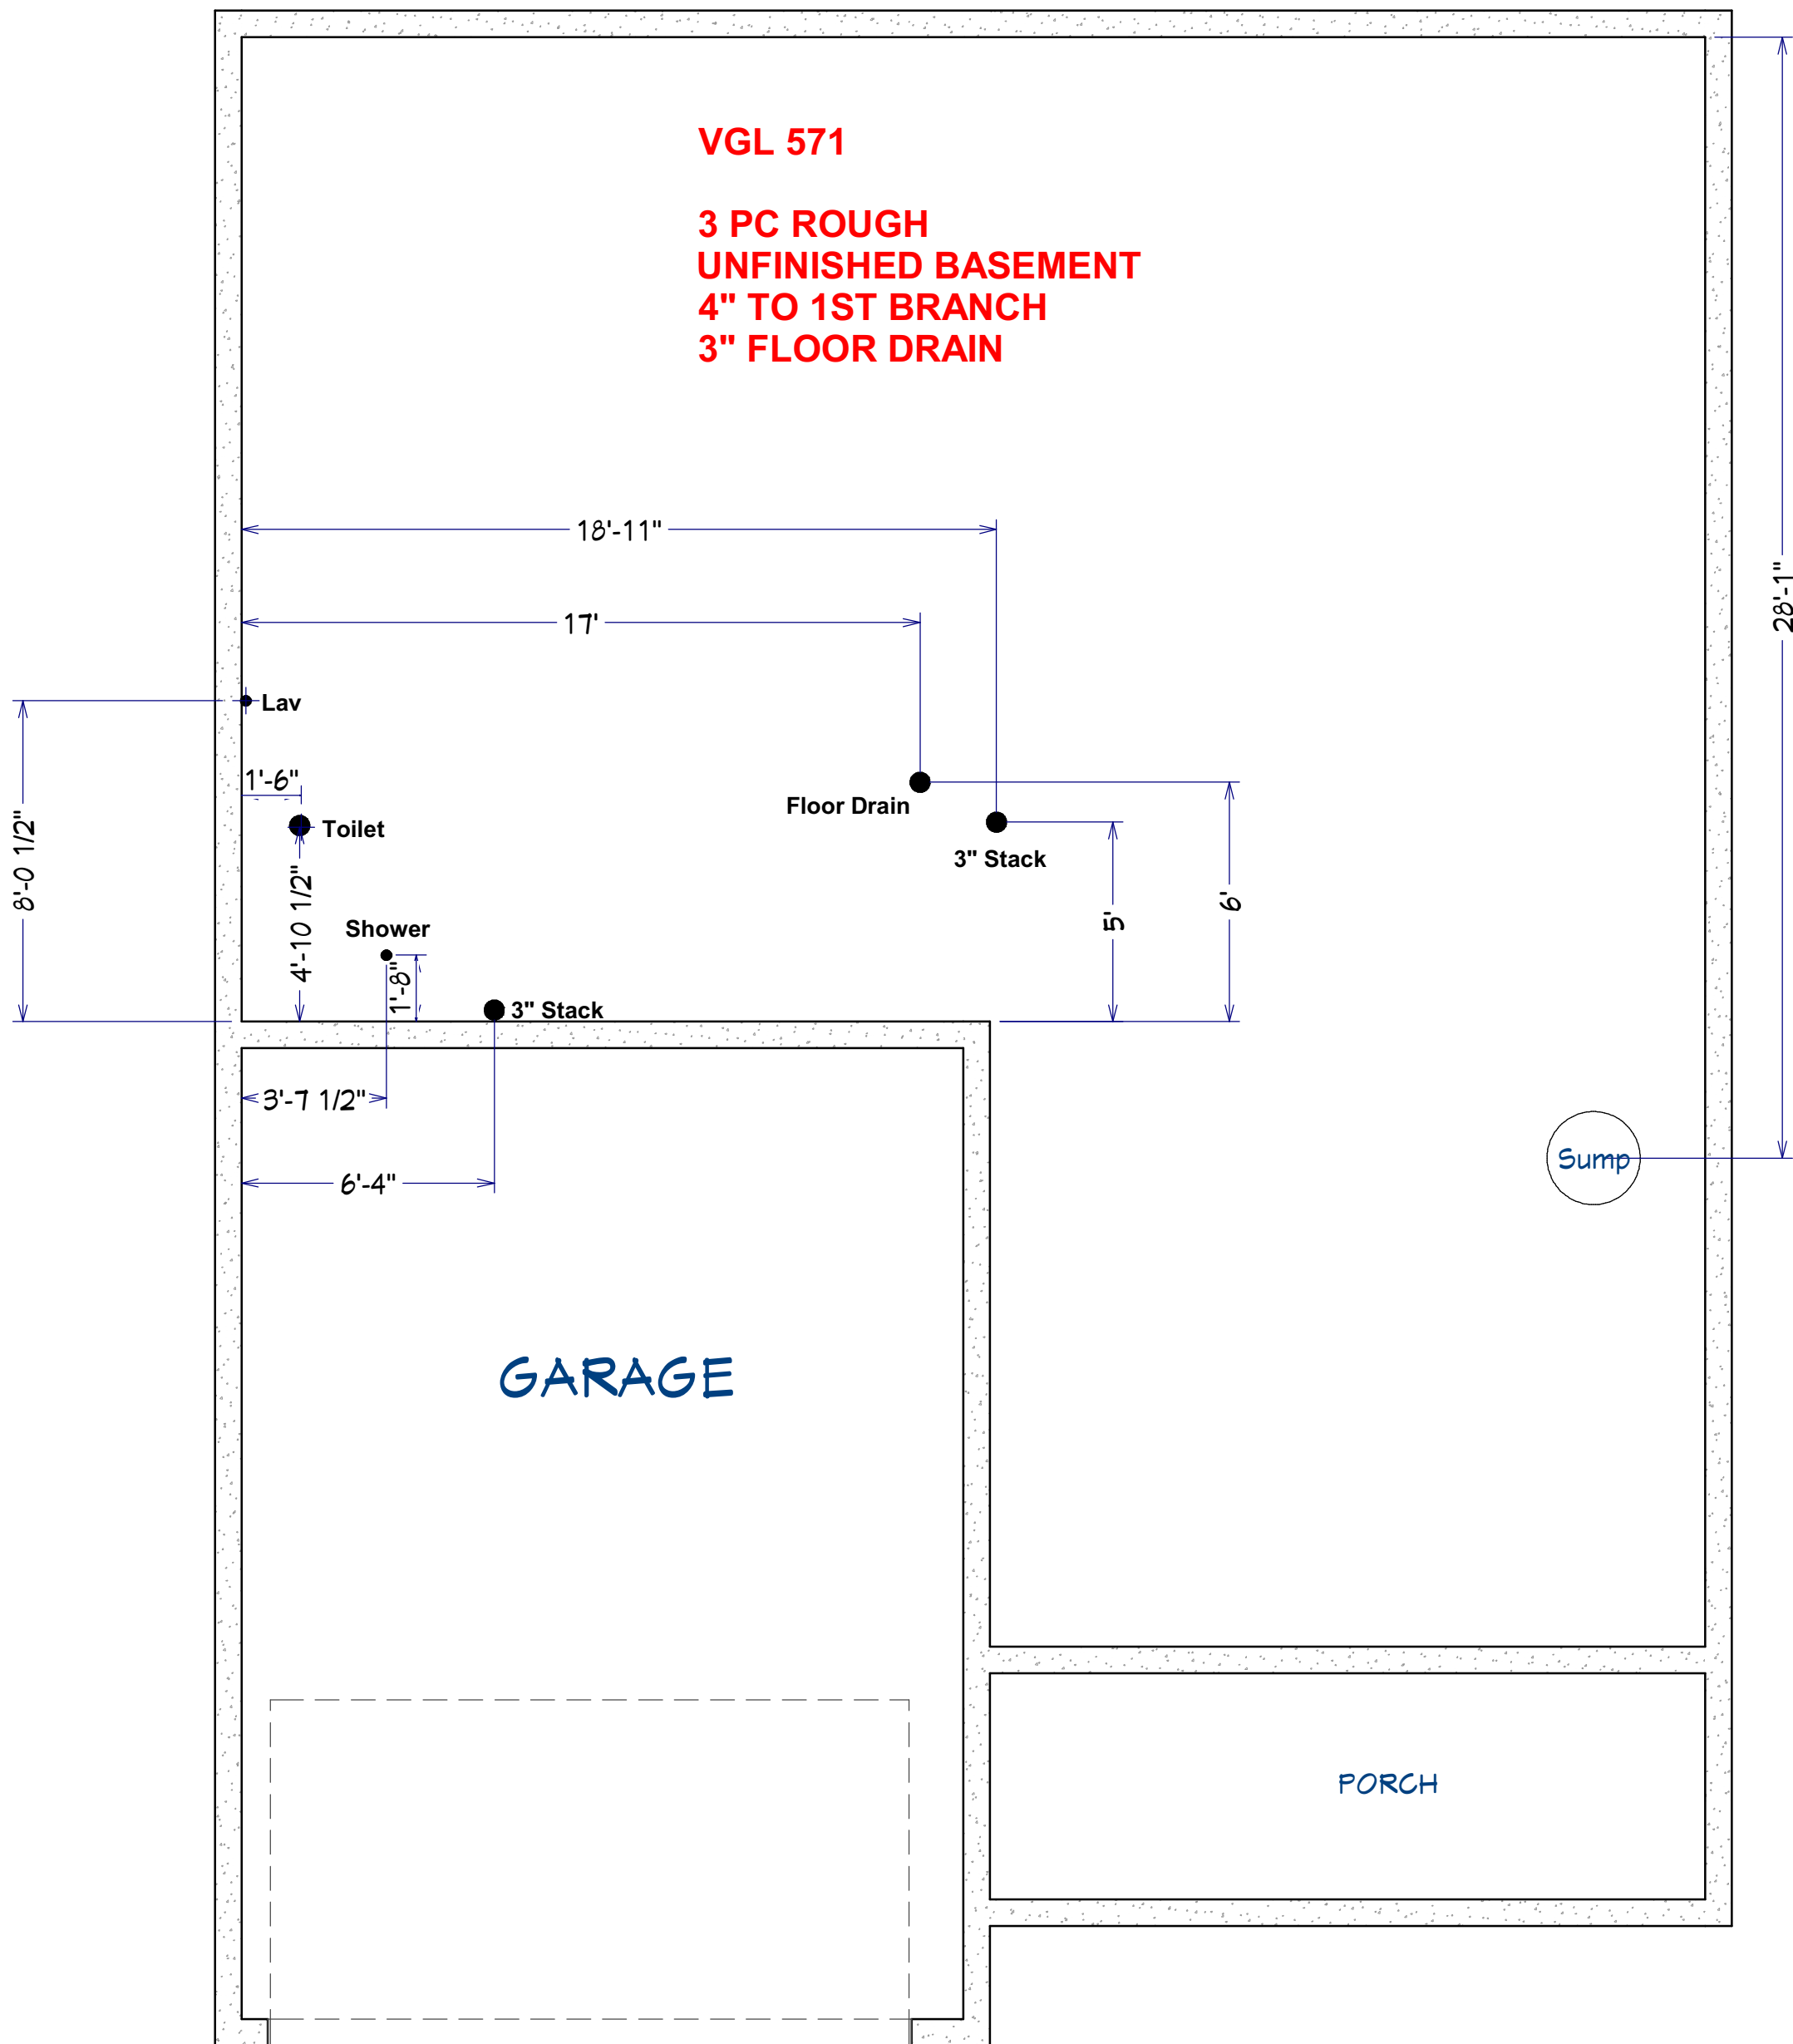 VGL 571
3 PC ROUGH
UNFINISHED BASEMENT
4" TO 1ST BRANCH
3" FLOOR DRAIN
18'-11"
28'-1"
17'
Lav
1'-6"
Floor Drain
Toilet
3" Stack
8'-0 1/2"
4'-10 1/2"
6'
5'
Shower
1'-8"
3" Stack
3'-7 1/2"
Sump
6'-4"
GARAGE
PORCH